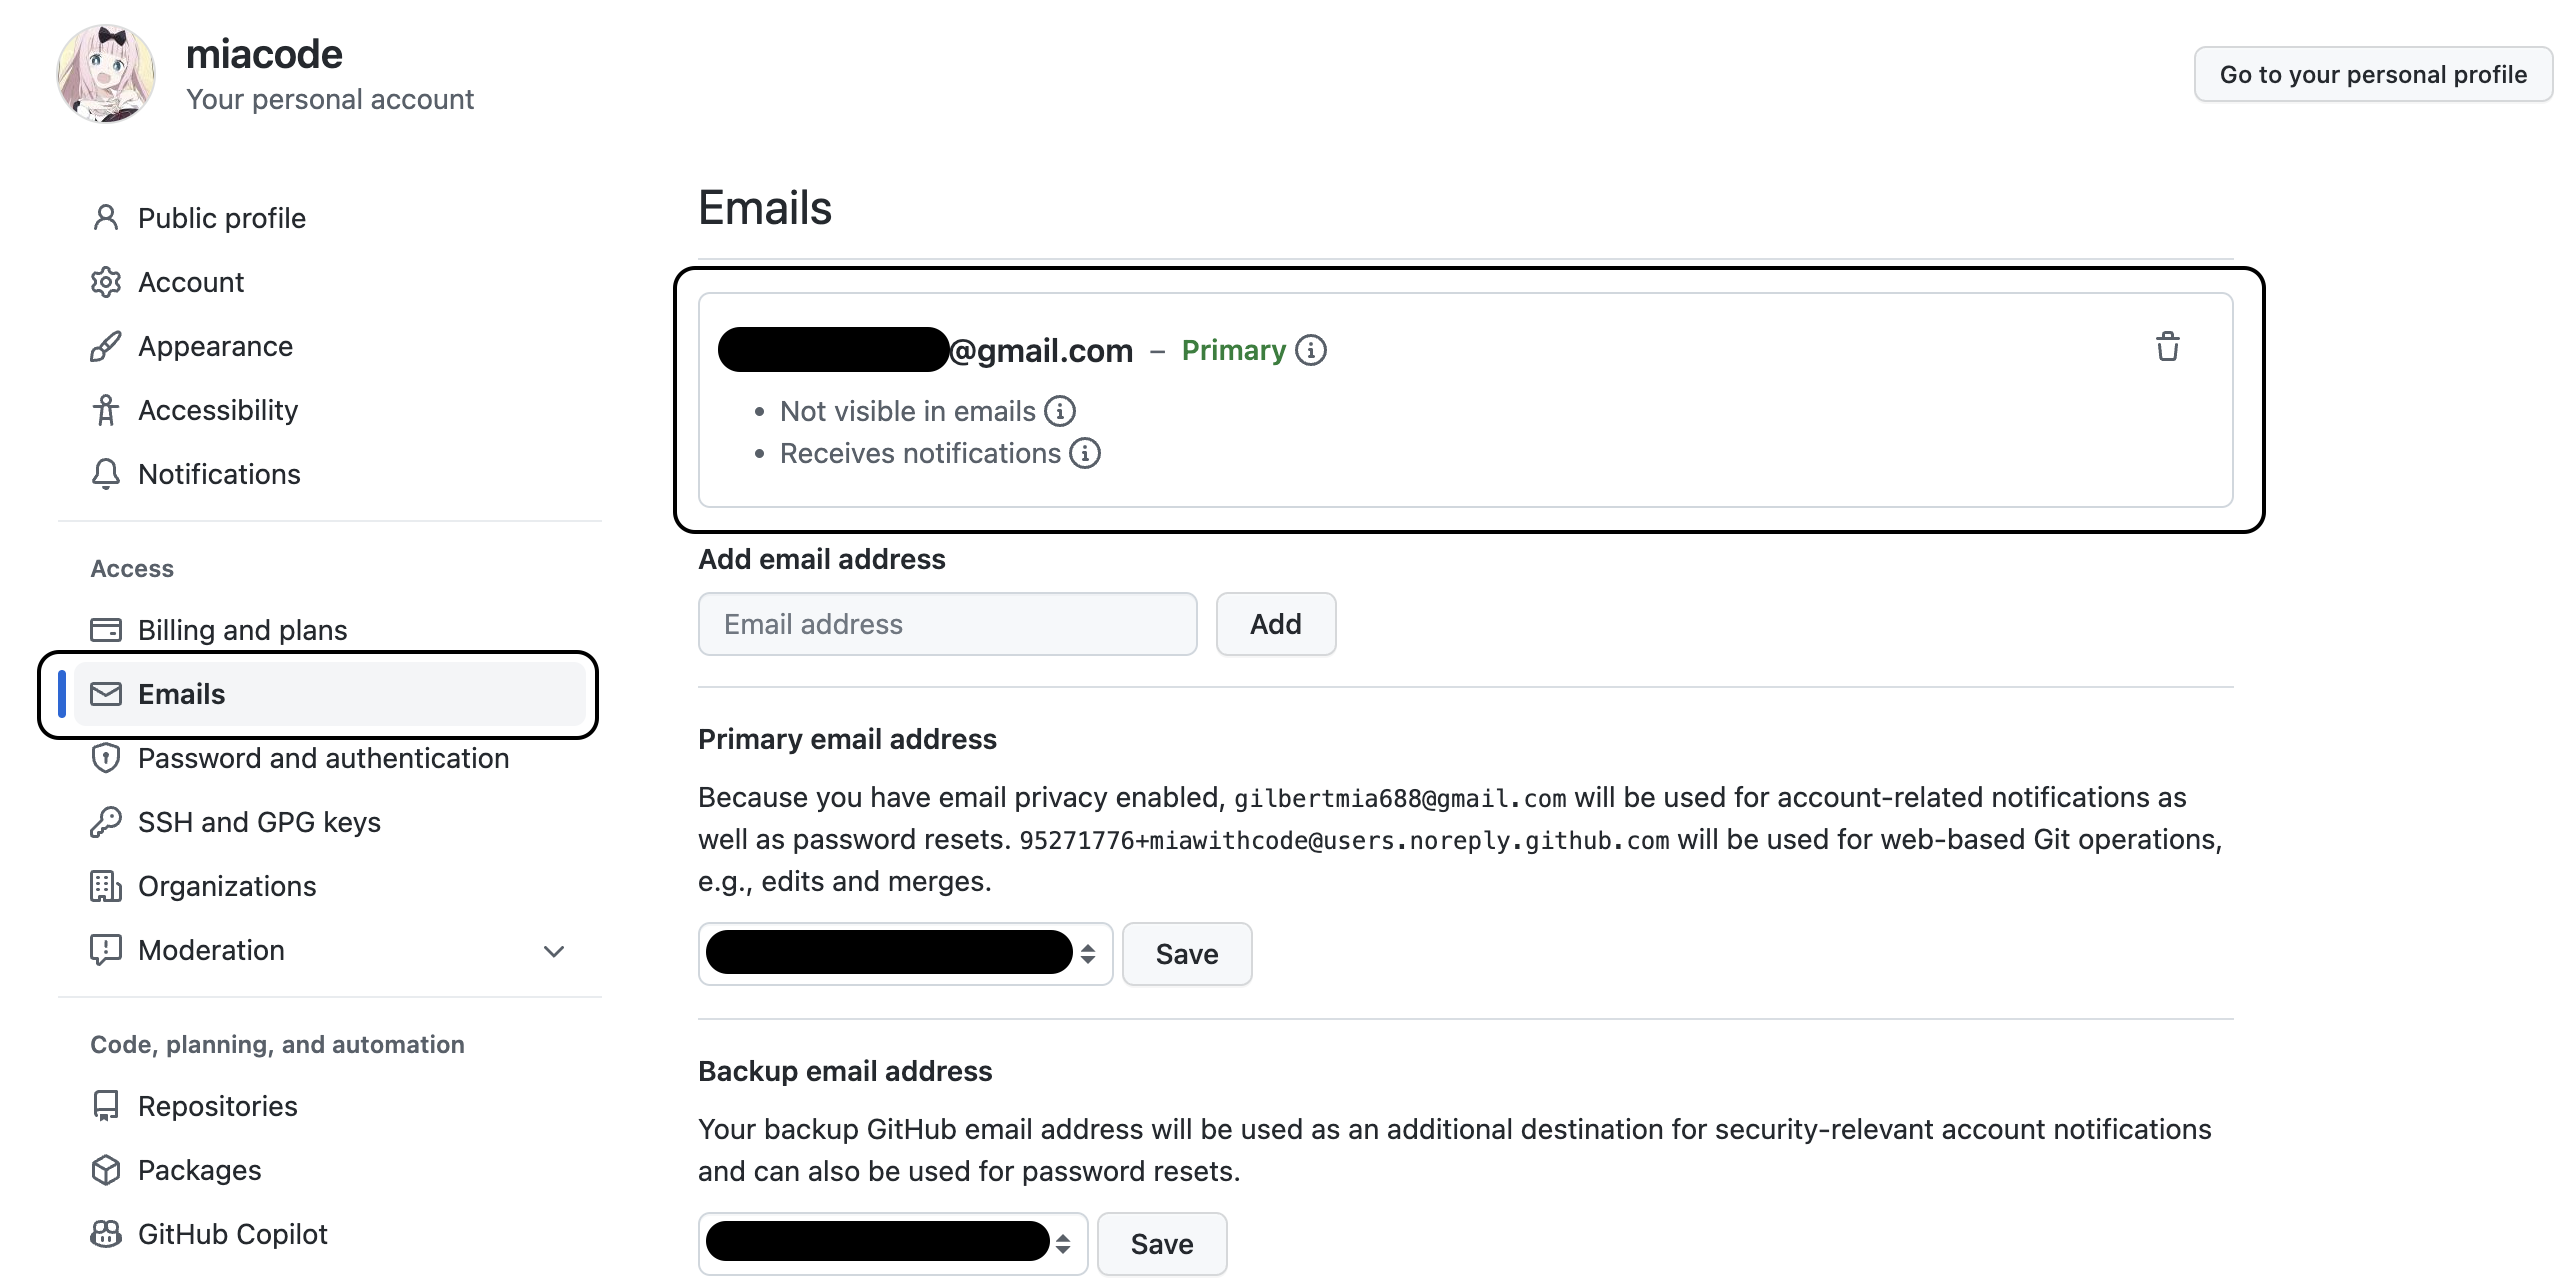 miacode
Your personal account
Go to your personal profile
Public profile
Account
Appearance
Accessibility
Notifications
Access
Billing and plans
Emails
Password and authentication
SSH and GPG keys
Organizations
Moderation
Code, planning, and automation
Repositories
Packages
GitHub Copilot
Emails
@gmail.com – Primary
• Not visible in emails
• Receives notifications
Add email address
Email address
Add
Primary email address
Because you have email privacy enabled, gilbertmia688@gmail.com will be used for account-related notifications as
well as password resets. 95271776+miawithcode@users.noreply.github.com will be used for web-based Git operations,
e.g., edits and merges.
Save
Backup email address
Your backup GitHub email address will be used as an additional destination for security-relevant account notifications
and can also be used for password resets.
Save